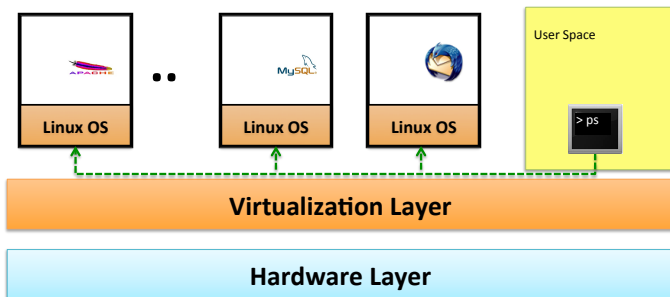 User Space
APACHE
..
MySQL
> ps
Linux OS
Linux OS
Linux OS
Virtualization Layer
Hardware Layer